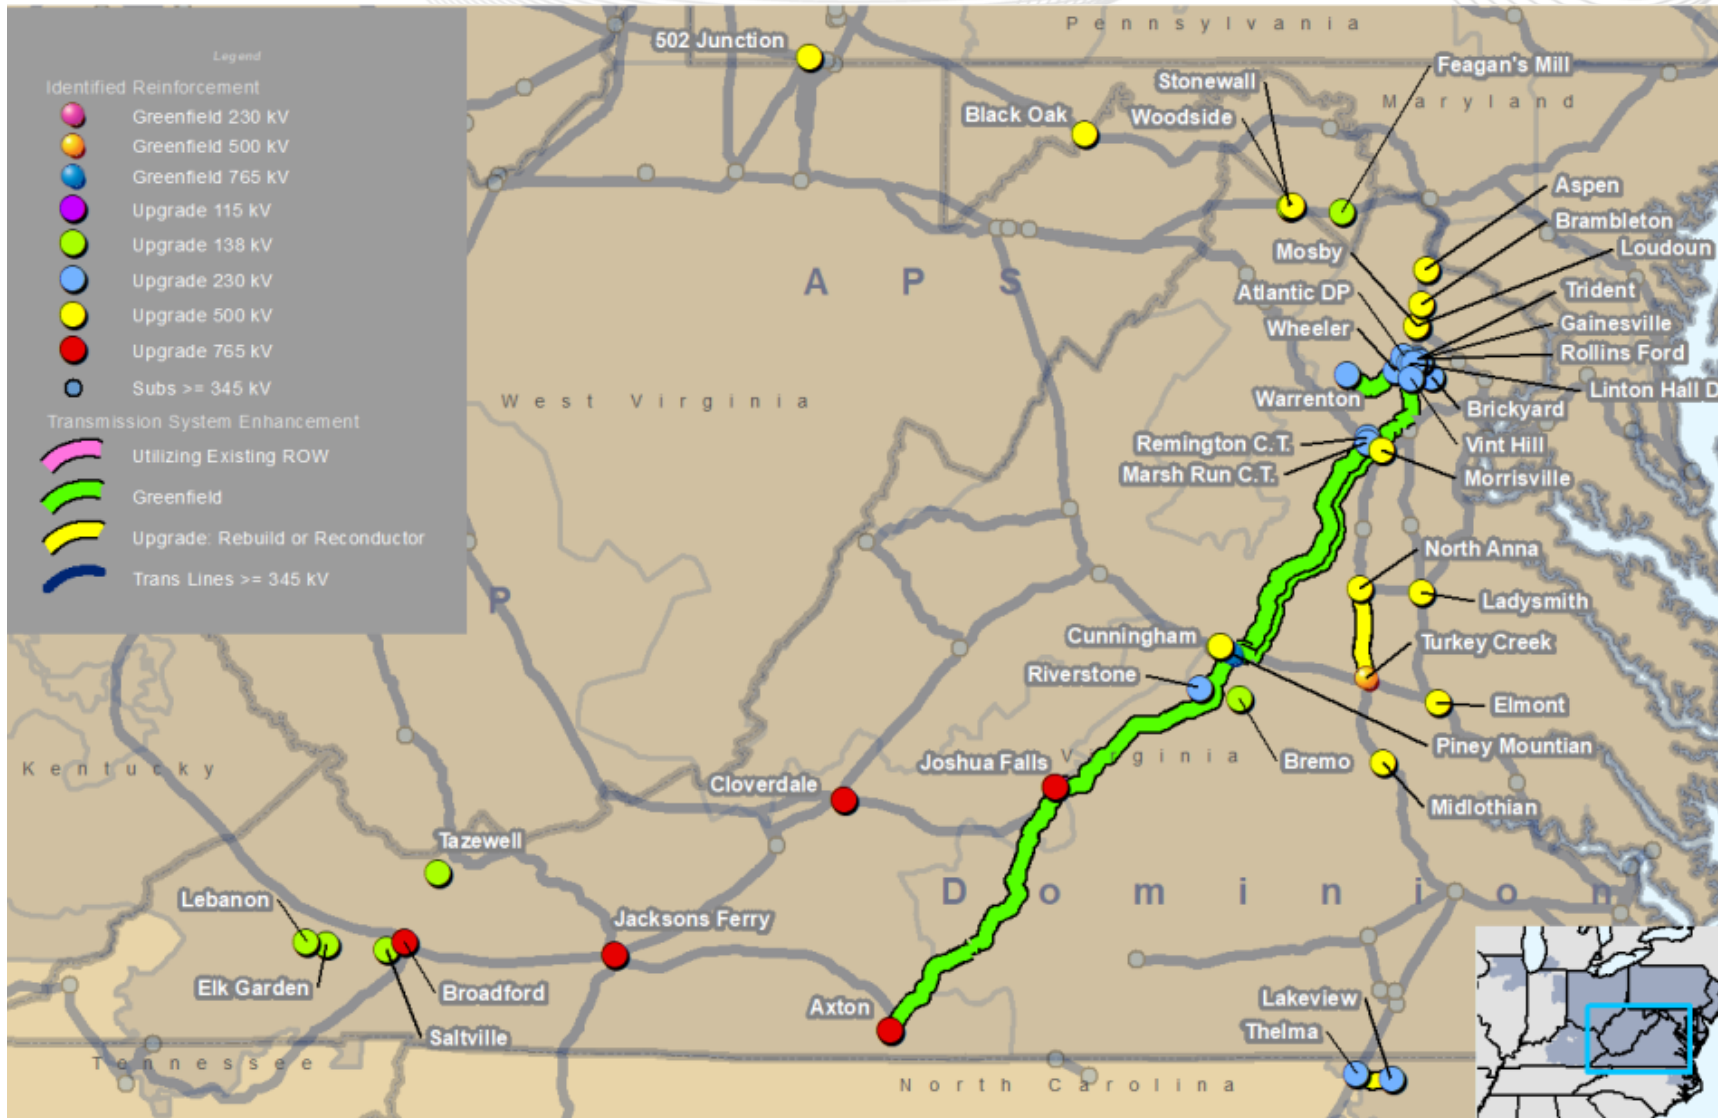 Legend
Identified Reinforcement
Greenfield 230 kV
Greenfield 500 kV
Greenfield 765 kV
Upgrade 115 kV
Upgrade 138 kV
Upgrade 230 kV
Upgrade 500 kV
Upgrade 765 kV
Subs >= 345 kV
Transmission System Enhancement
Utilizing Existing ROW
Greenfield
Upgrade: Rebuild or Reconductor
Trans Lines >= 345 kV
Pennsylvania
502 Junction
Feagan's Mill
Stonewall
Maryland
Black Oak
Woodside
Aspen
Brambleton
Mosby
Loudoun
APS
Atlantic DP
Trident
Wheeler
Gainesville
Rollins Ford
Linton Hall D
West Virginia
Warrenton
Brickyard
Remington C.T.
Vint Hill
Marsh Run C.T.
Morrisville
North Anna
P
Ladysmith
Cunningham
Turkey Creek
Riverstone
Elmont
Piney Mountian
Virginia
Bremo
Kentucky
Joshua Falls
Cloverdale
Midlothian
Tazewell
Dominion
Lebanon
Jacksons Ferry
Elk Garden
Broadford
Axton
Lakeview
Saltville
Thelma
Tennessee
North Carolina